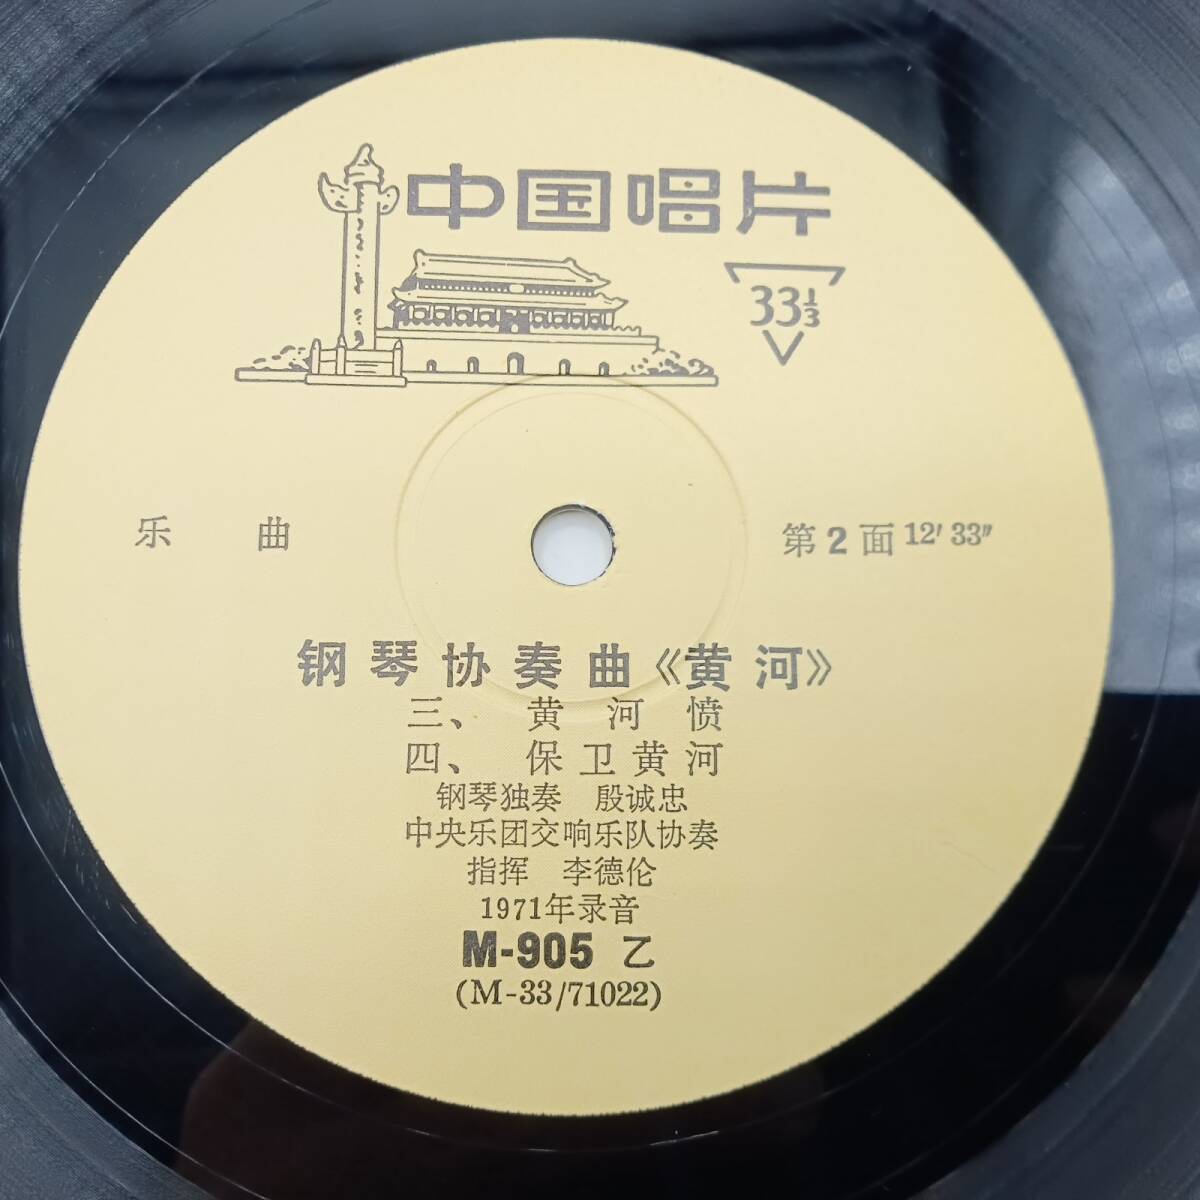 中国唱片
33⅓
乐 曲
第2面 12′ 33″
钢琴协奏曲《黄河》
三、 黄河愤
四、 保卫黄河
钢琴独奏 殷诚忠
中央乐团交响乐队协奏
指挥 李德伦
1971年录音
M-905 乙
(M-33/71022)